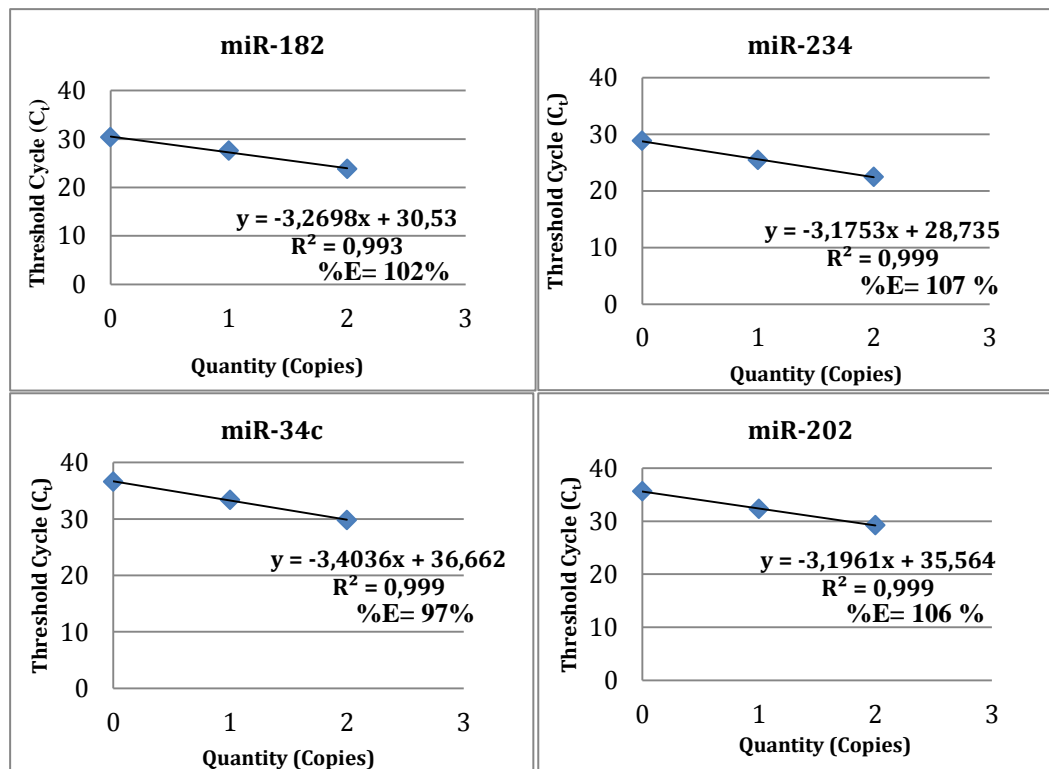 miR-182
Threshold Cycle (Cₜ)
40
30
20
10
0
y = -3,2698x + 30,53
R² = 0,993
%E= 102%
0 1 2 3
Quantity (Copies)
miR-234
Threshold Cycle (Cₜ)
40
30
20
10
0
y = -3,1753x + 28,735
R² = 0,999
%E= 107 %
0 1 2 3
Quantity (Copies)
miR-34c
Threshold Cycle (Cₜ)
40
30
20
10
0
y = -3,4036x + 36,662
R² = 0,999
%E= 97%
0 1 2 3
Quantity (Copies)
miR-202
Threshold Cycle (Cₜ)
40
30
20
10
0
y = -3,1961x + 35,564
R² = 0,999
%E= 106 %
0 1 2 3
Quantity (Copies)